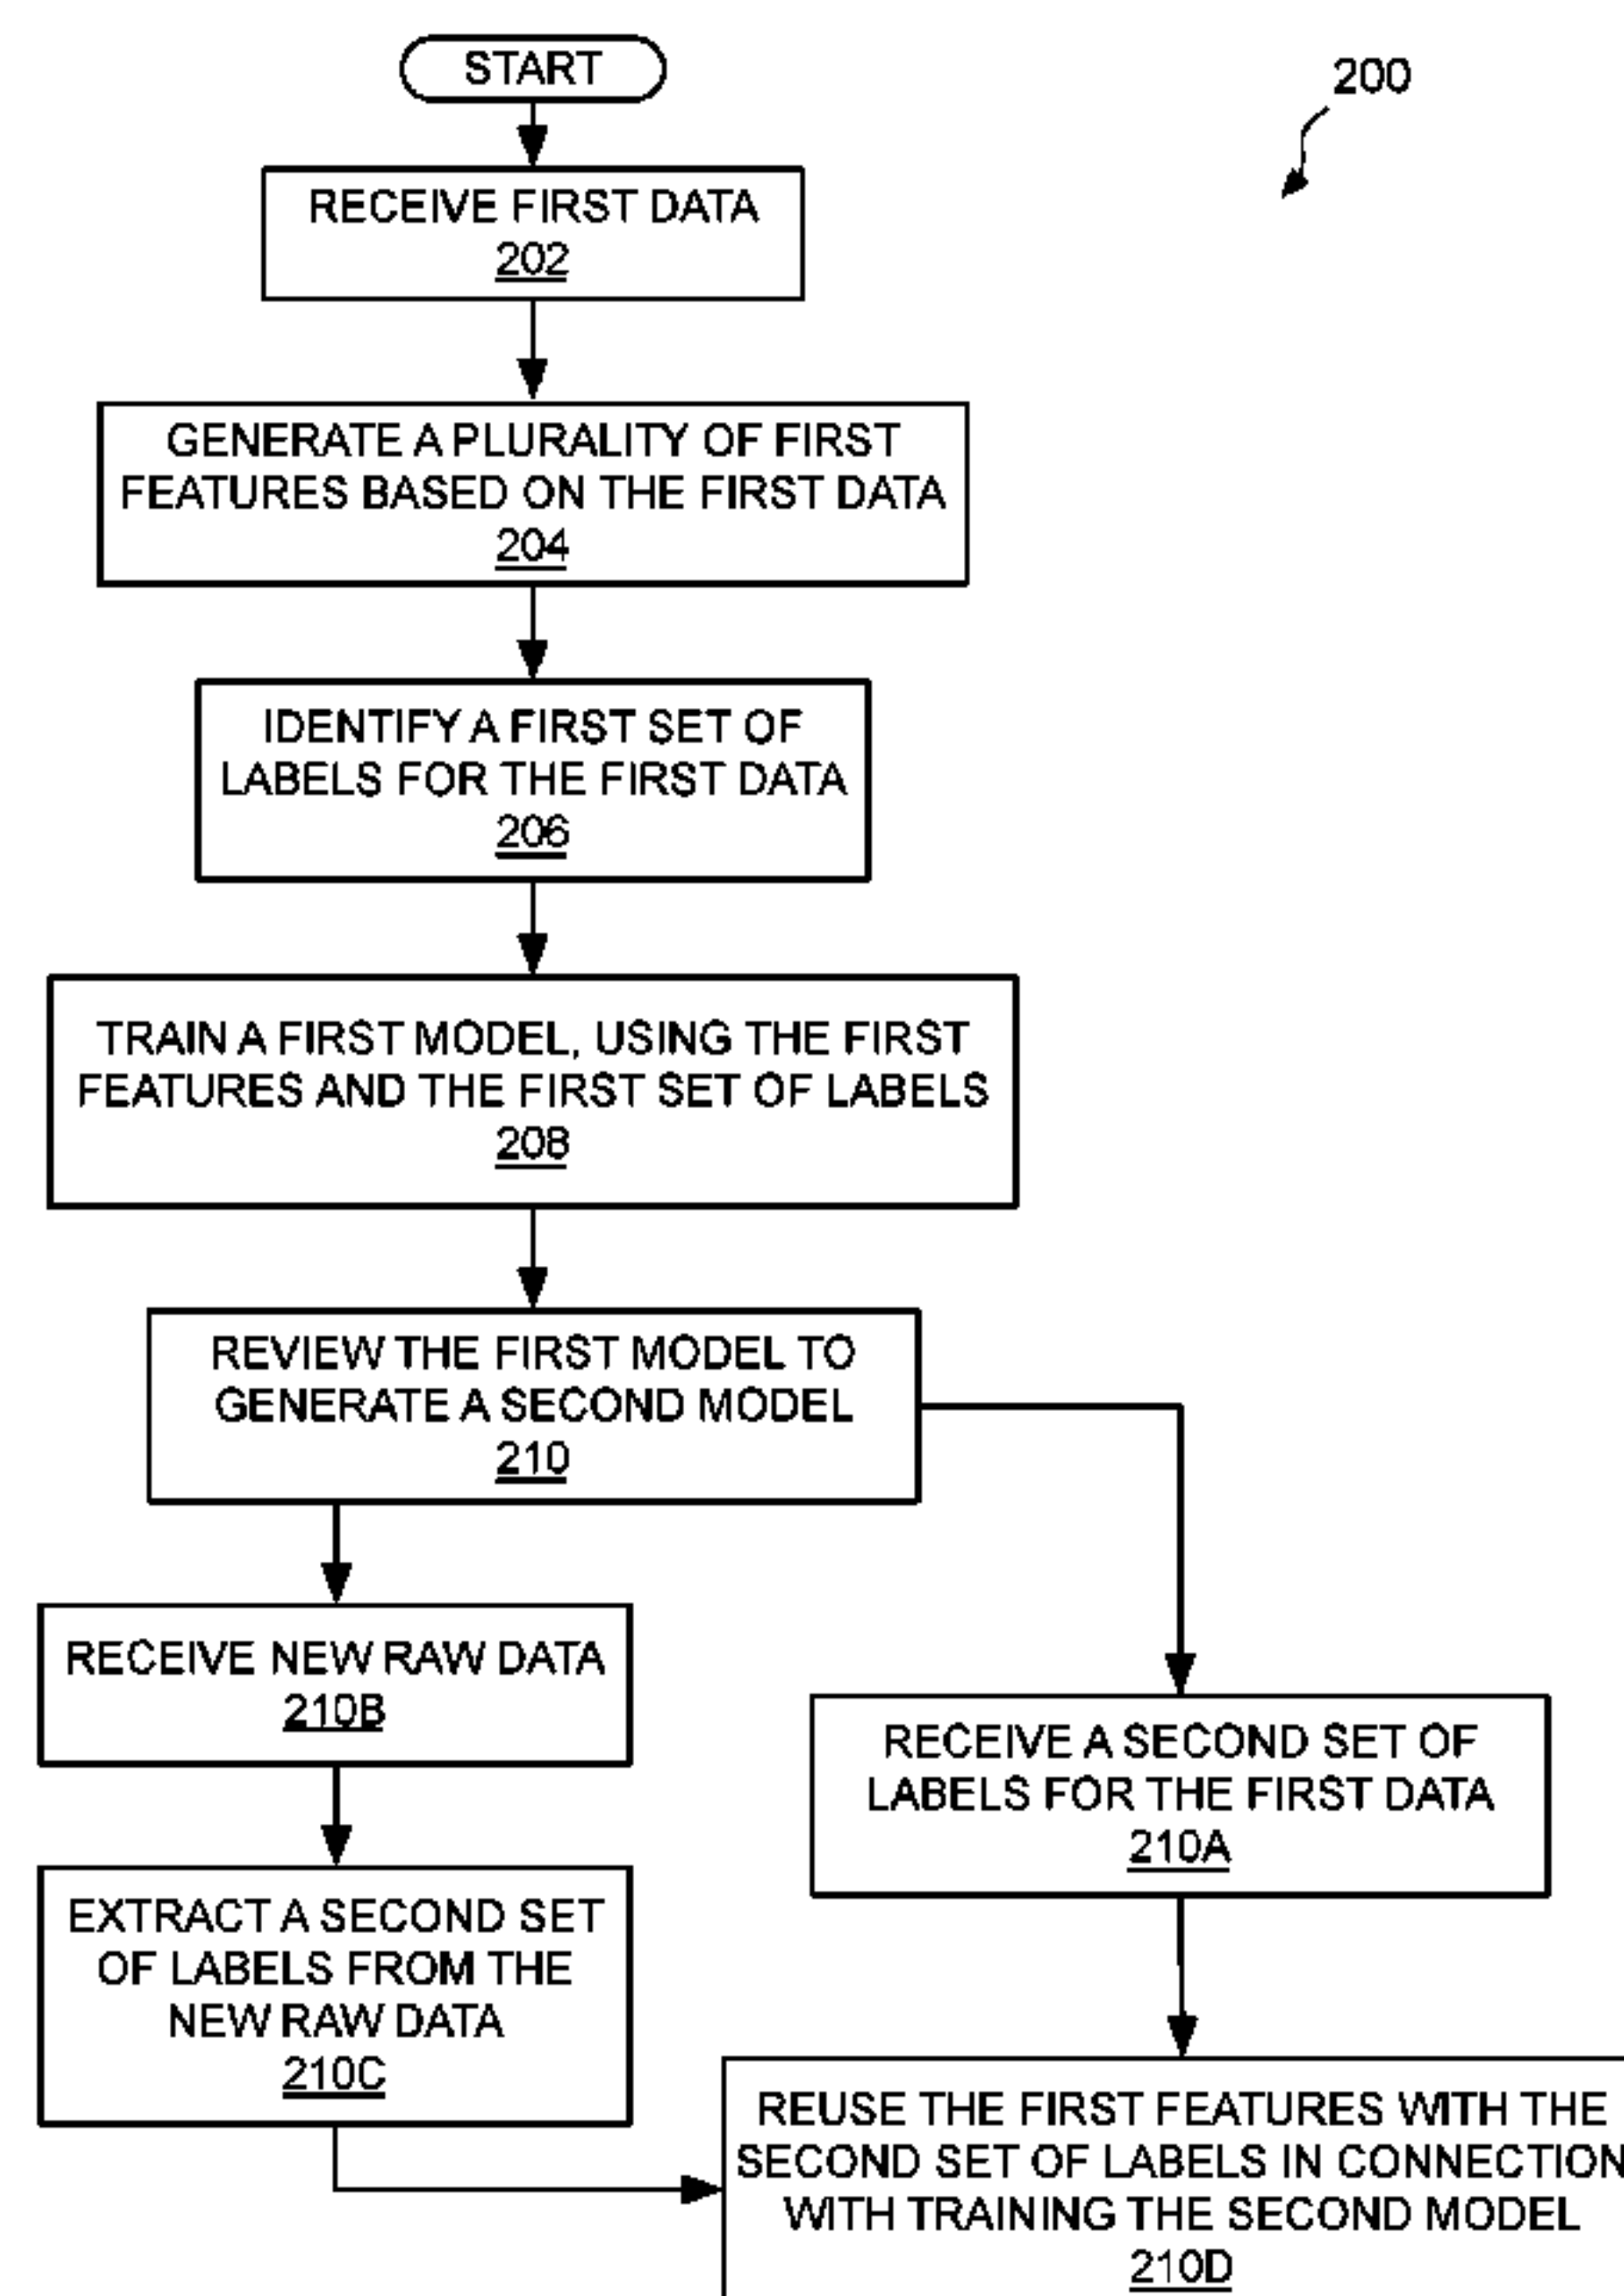 START
200
RECEIVE FIRST DATA
202
GENERATE A PLURALITY OF FIRST
FEATURES BASED ON THE FIRST DATA
204
IDENTIFY A FIRST SET OF
LABELS FOR THE FIRST DATA
206
TRAIN A FIRST MODEL, USING THE FIRST
FEATURES AND THE FIRST SET OF LABELS
208
REVIEW THE FIRST MODEL TO
GENERATE A SECOND MODEL
210
RECEIVE NEW RAW DATA
210B
RECEIVE A SECOND SET OF
LABELS FOR THE FIRST DATA
210A
EXTRACT A SECOND SET
OF LABELS FROM THE
NEW RAW DATA
210C
REUSE THE FIRST FEATURES WITH THE
SECOND SET OF LABELS IN CONNECTION
WITH TRAINING THE SECOND MODEL
210D